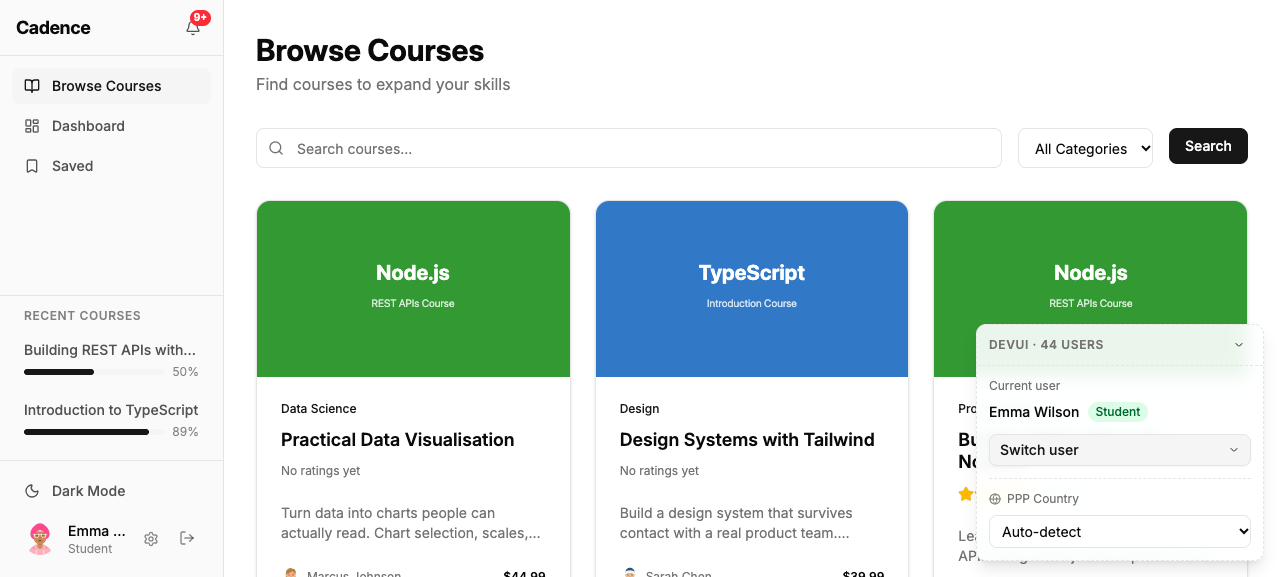 Cadence
9+
Browse Courses
Dashboard
Saved
RECENT COURSES
Building REST APIs with...
50%
Introduction to TypeScript
89%
Dark Mode
Emma ...
Student
Browse Courses
Find courses to expand your skills
Search courses...
All Categories
Search
Node.js
REST APIs Course
Data Science
Practical Data Visualisation
No ratings yet
Turn data into charts people can
actually read. Chart selection, scales,...
Marcus Johnson
$44.99
TypeScript
Introduction Course
Design
Design Systems with Tailwind
No ratings yet
Build a design system that survives
contact with a real product team....
Sarah Chen
$39.99
Node.js
REST APIs Course
DEVUI · 44 USERS
Current user
Emma Wilson
Student
Switch user
PPP Country
Auto-detect